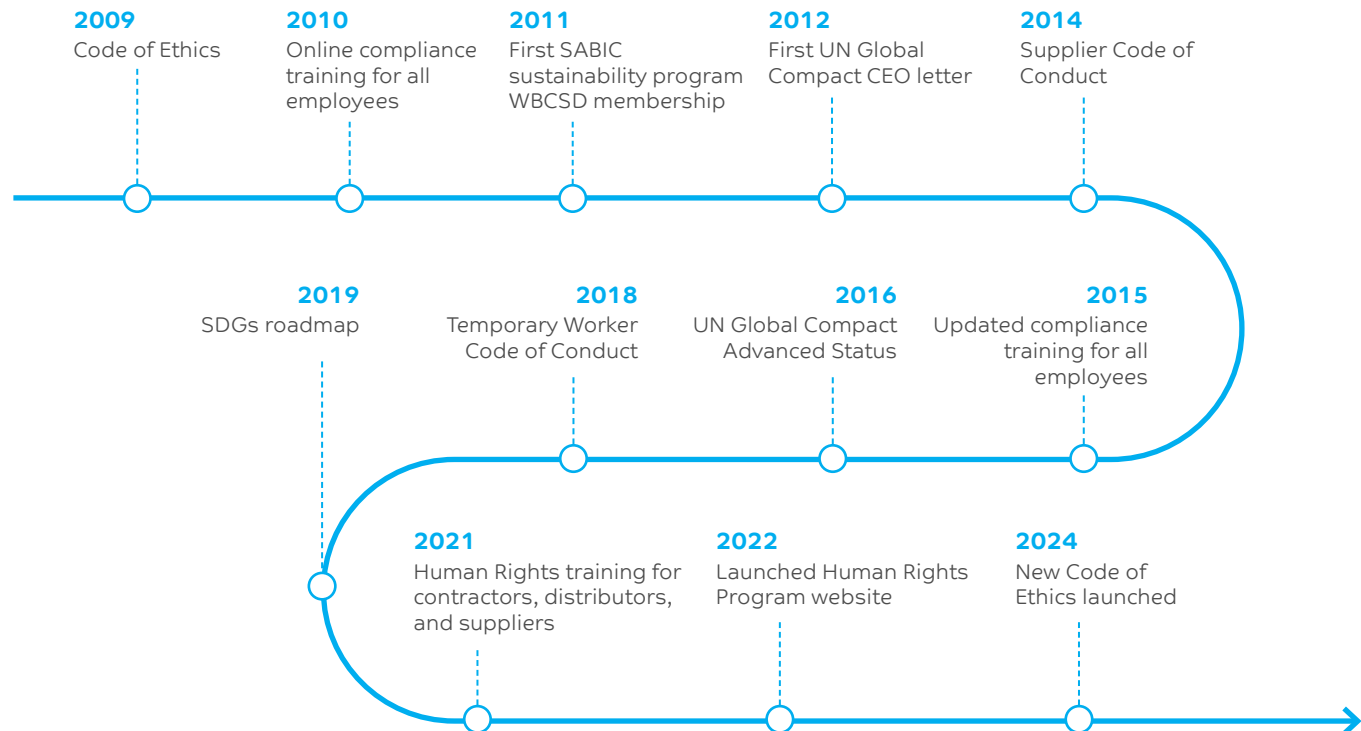 2009
Code of Ethics
2010
Online compliance
training for all
employees
2011
First SABIC
sustainability program
WBCSD membership
2012
First UN Global
Compact CEO letter
2014
Supplier Code of
Conduct
2015
Updated compliance
training for all
employees
2016
UN Global Compact
Advanced Status
2018
Temporary Worker
Code of Conduct
2019
SDGs roadmap
2021
Human Rights training for
contractors, distributors,
and suppliers
2022
Launched Human Rights
Program website
2024
New Code of
Ethics launched